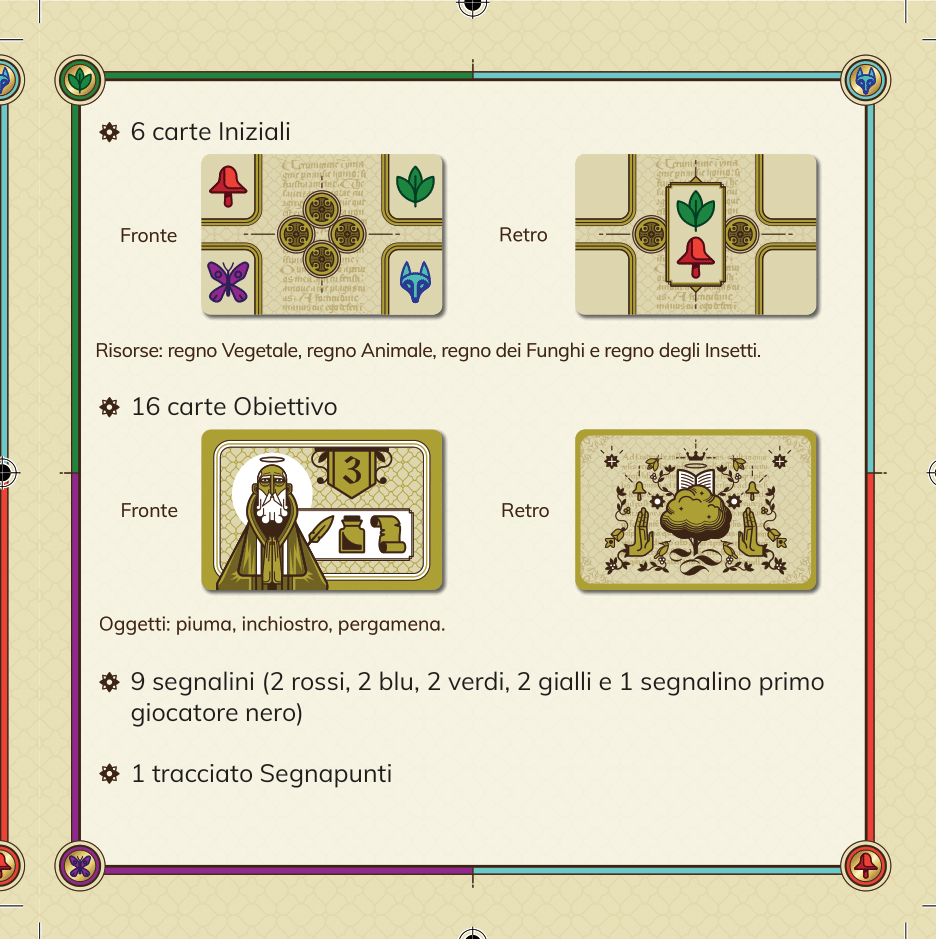 6 carte Iniziali
Fronte
Retro
Risorse: regno Vegetale, regno Animale, regno dei Funghi e regno degli Insetti.
16 carte Obiettivo
3
Fronte
Retro
Oggetti: piuma, inchiostro, pergamena.
9 segnalini (2 rossi, 2 blu, 2 verdi, 2 gialli e 1 segnalino primo
giocatore nero)
1 tracciato Segnapunti